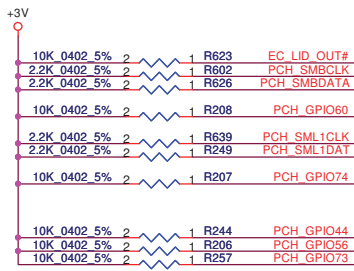 +3V
10K_0402_5% 2 1 R623 EC_LID_OUT#
2.2K_0402_5% 2 1 R602 PCH_SMBCLK
2.2K_0402_5% 2 1 R626 PCH_SMBDATA
10K_0402_5% 2 1 R208 PCH_GPIO60
2.2K_0402_5% 2 1 R639 PCH_SML1CLK
2.2K_0402_5% 2 1 R249 PCH_SML1DAT
10K_0402_5% 2 1 R207 PCH_GPIO74
10K_0402_5% 2 1 R244 PCH_GPIO44
10K_0402_5% 2 1 R206 PCH_GPIO56
10K_0402_5% 2 1 R257 PCH_GPIO73